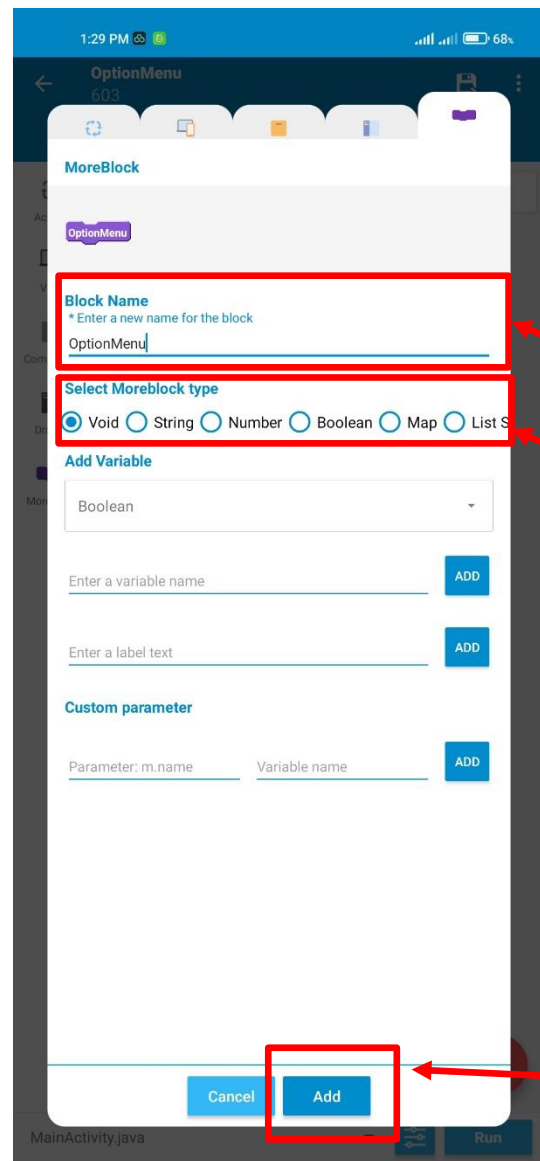 1:29 PM 68%
OptionMenu
603
MoreBlock
OptionMenu
Block Name
* Enter a new name for the block
OptionMenu
Select Moreblock type
Void String Number Boolean Map List S
Add Variable
Boolean
Enter a variable name ADD
Enter a label text ADD
Custom parameter
Parameter: m.name Variable name ADD
Cancel Add
MainActivity.java Run